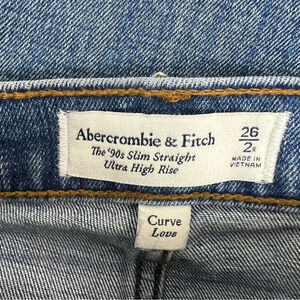 Abercrombie & Fitch
The '90s Slim Straight
Ultra High Rise
26
2R
MADE IN
VIETNAM
Curve
Love